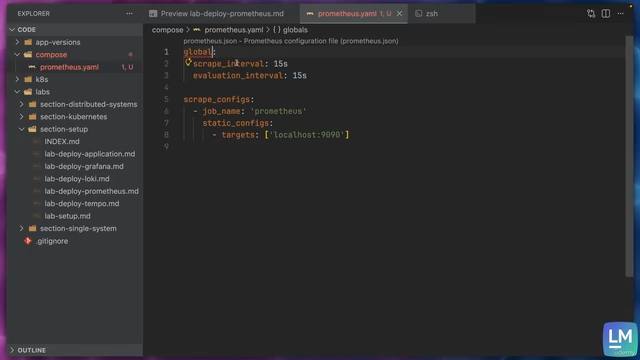 EXPLORER
CODE
app-versions
compose
prometheus.yaml 1, U
k8s
labs
section-distributed-systems
section-kubernetes
section-setup
INDEX.md
lab-deploy-application.md
lab-deploy-grafana.md
lab-deploy-loki.md
lab-deploy-prometheus.md
lab-deploy-tempo.md
lab-setup.md
section-single-system
.gitignore
OUTLINE
Preview lab-deploy-prometheus.md
prometheus.yaml 1, U
zsh
compose > prometheus.yaml > {} globals
prometheus.json - Prometheus configuration file (prometheus.json)
1 global:
2 scrape_interval: 15s
3 evaluation_interval: 15s
4
5 scrape_configs:
6 - job_name: 'prometheus'
7 static_configs:
8 - targets: ['localhost:9090']
9
LM